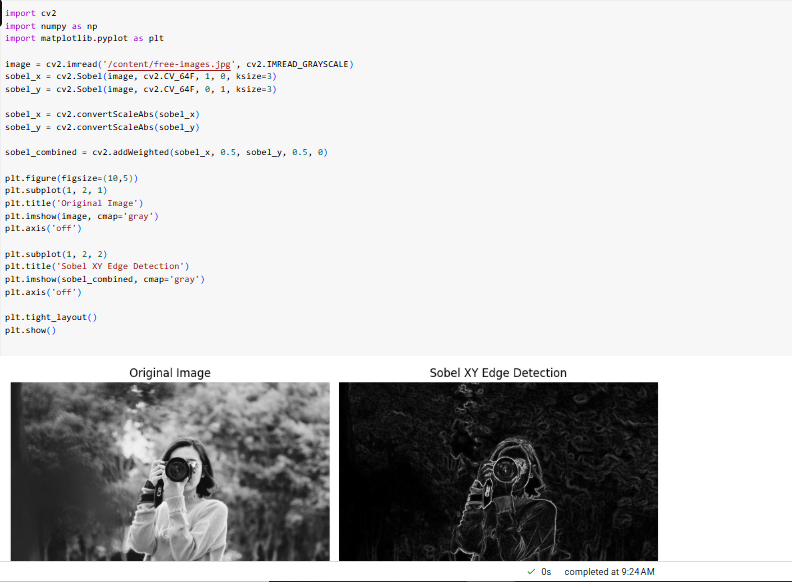 import cv2
import numpy as np
import matplotlib.pyplot as plt
image = cv2.imread('/content/free-images.jpg', cv2.IMREAD_GRAYSCALE)
sobel_x = cv2.Sobel(image, cv2.CV_64F, 1, 0, ksize=3)
sobel_y = cv2.Sobel(image, cv2.CV_64F, 0, 1, ksize=3)
sobel_x = cv2.convertScaleAbs(sobel_x)
sobel_y = cv2.convertScaleAbs(sobel_y)
sobel_combined = cv2.addWeighted(sobel_x, 0.5, sobel_y, 0.5, 0)
plt.figure(figsize=(10,5))
plt.subplot(1, 2, 1)
plt.title('Original Image')
plt.imshow(image, cmap='gray')
plt.axis('off')
plt.subplot(1, 2, 2)
plt.title('Sobel XY Edge Detection')
plt.imshow(sobel_combined, cmap='gray')
plt.axis('off')
plt.tight_layout()
plt.show()
Original Image
Sobel XY Edge Detection
✓ 0s completed at 9:24 AM